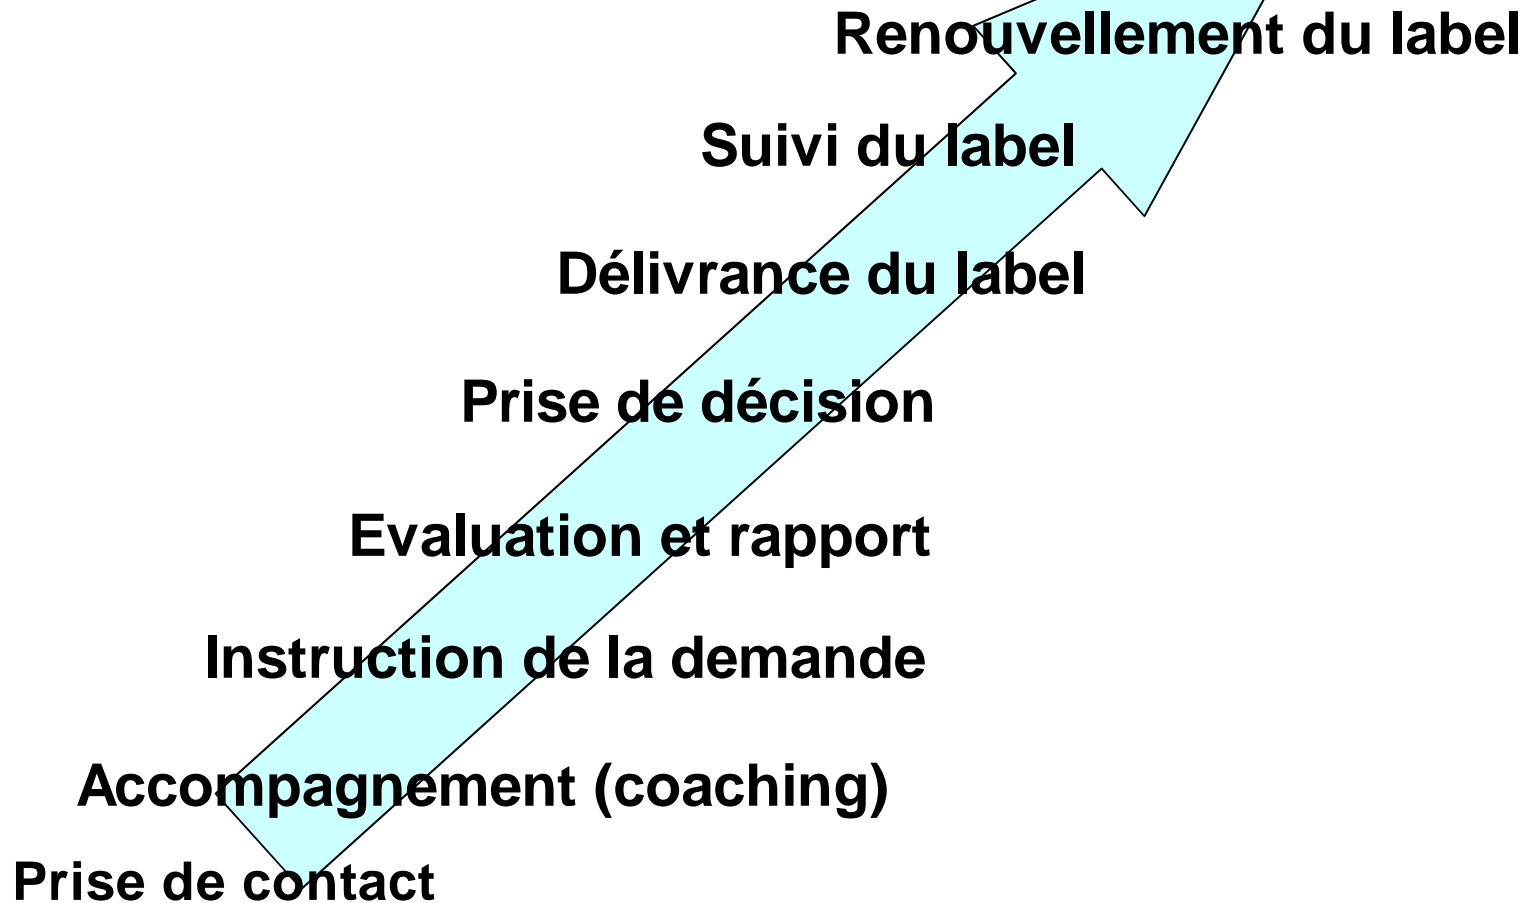 Renouvellement du label
Suivi du label
Délivrance du label
Prise de décision
Evaluation et rapport
Instruction de la demande
Accompagnement (coaching)
Prise de contact